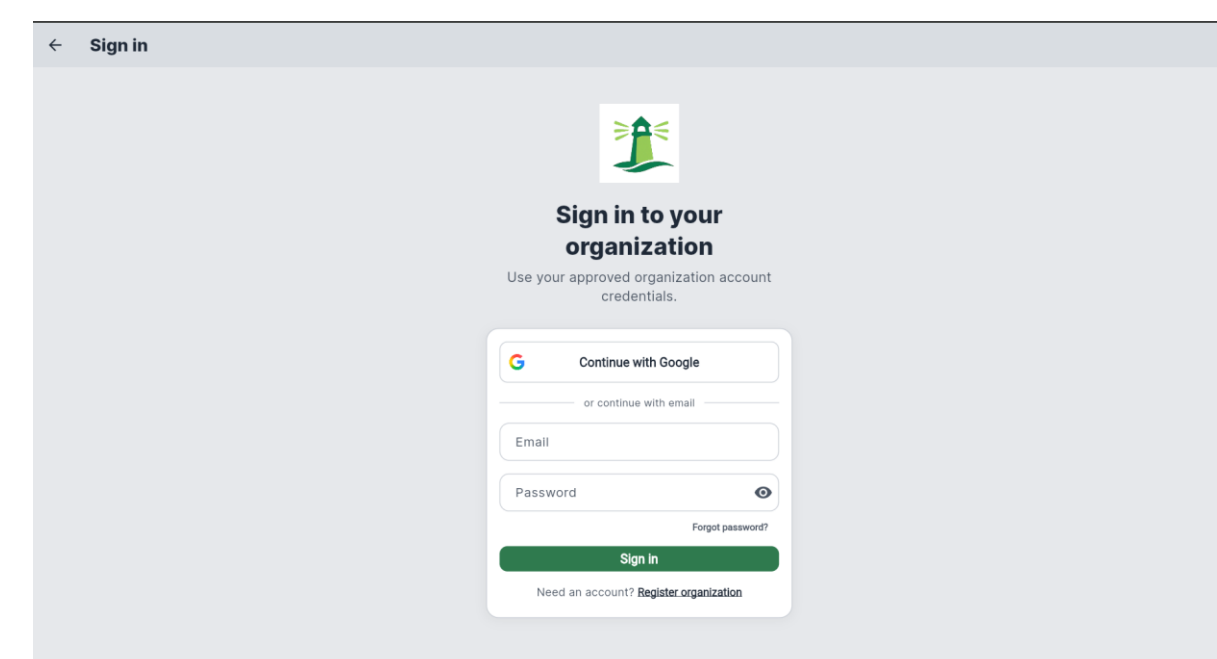 Sign in
Sign in to your
organization
Use your approved organization account
credentials.
Continue with Google
or continue with email
Email
Password
Forgot password?
Sign in
Need an account? Register organization